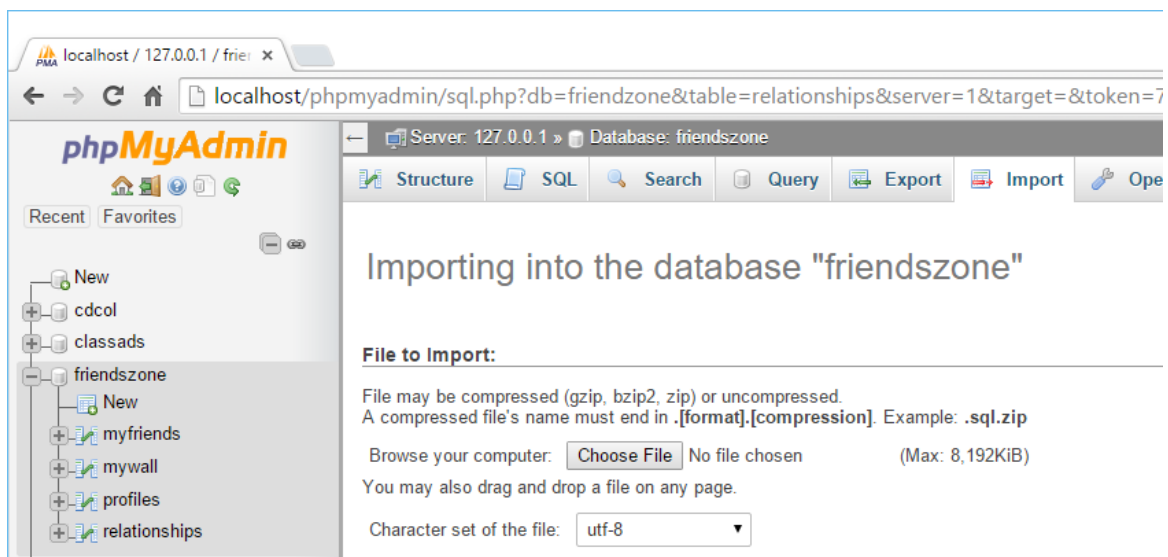 localhost / 127.0.0.1 / frier
localhost/phpmyadmin/sql.php?db=friendzone&table=relationships&server=1&target=&token=7
phpMyAdmin
Recent Favorites
New
cdcol
classads
friendszone
New
myfriends
mywall
profiles
relationships
Server: 127.0.0.1 » Database: friendszone
Structure SQL Search Query Export Import Ope
Importing into the database "friendszone"
File to Import:
File may be compressed (gzip, bzip2, zip) or uncompressed.
A compressed file's name must end in .[format].[compression]. Example: .sql.zip
Browse your computer: Choose File No file chosen (Max: 8,192KiB)
You may also drag and drop a file on any page.
Character set of the file: utf-8